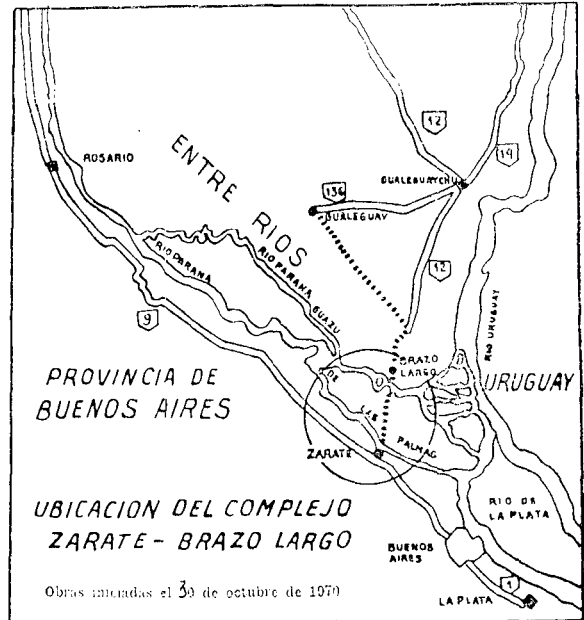 12
14
ROSARIO
ENTRE RIOS
GUALEGUAYCHU
136
GUALEGUAY
RIO PARANA
RIO PARANA GUAZU
12
RIO URUGUAY
9
BRAZO
LARGO
URUGUAY
PROVINCIA DE
BUENOS AIRES
DE
LAS
PALMAS
ZARATE
UBICACION DEL COMPLEJO
ZARATE - BRAZO LARGO
RIO DE
LA PLATA
BUENOS
AIRES
Obras iniciadas el 30 de octubre de 1970
1
LA PLATA